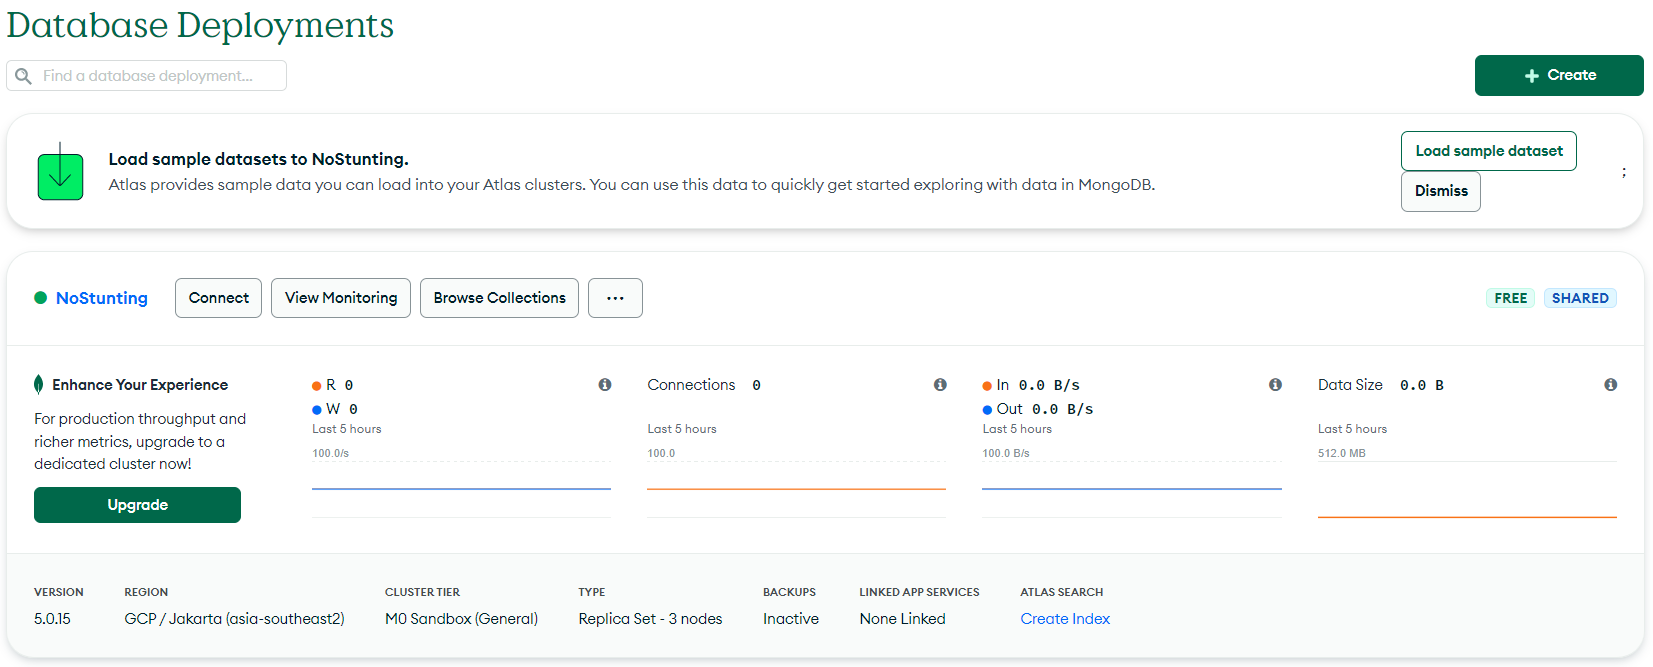 Database Deployments
Find a database deployment...
+ Create
Load sample datasets to NoStunting.
Atlas provides sample data you can load into your Atlas clusters. You can use this data to quickly get started exploring with data in MongoDB.
Load sample dataset
Dismiss
;
NoStunting
Connect
View Monitoring
Browse Collections
...
FREE
SHARED
Enhance Your Experience
For production throughput and
richer metrics, upgrade to a
dedicated cluster now!
Upgrade
R 0
W 0
Last 5 hours
100.0/s
Connections 0
Last 5 hours
100.0
In 0.0 B/s
Out 0.0 B/s
Last 5 hours
100.0 B/s
Data Size 0.0 B
Last 5 hours
512.0 MB
VERSION
5.0.15
REGION
GCP / Jakarta (asia-southeast2)
CLUSTER TIER
M0 Sandbox (General)
TYPE
Replica Set - 3 nodes
BACKUPS
Inactive
LINKED APP SERVICES
None Linked
ATLAS SEARCH
Create Index